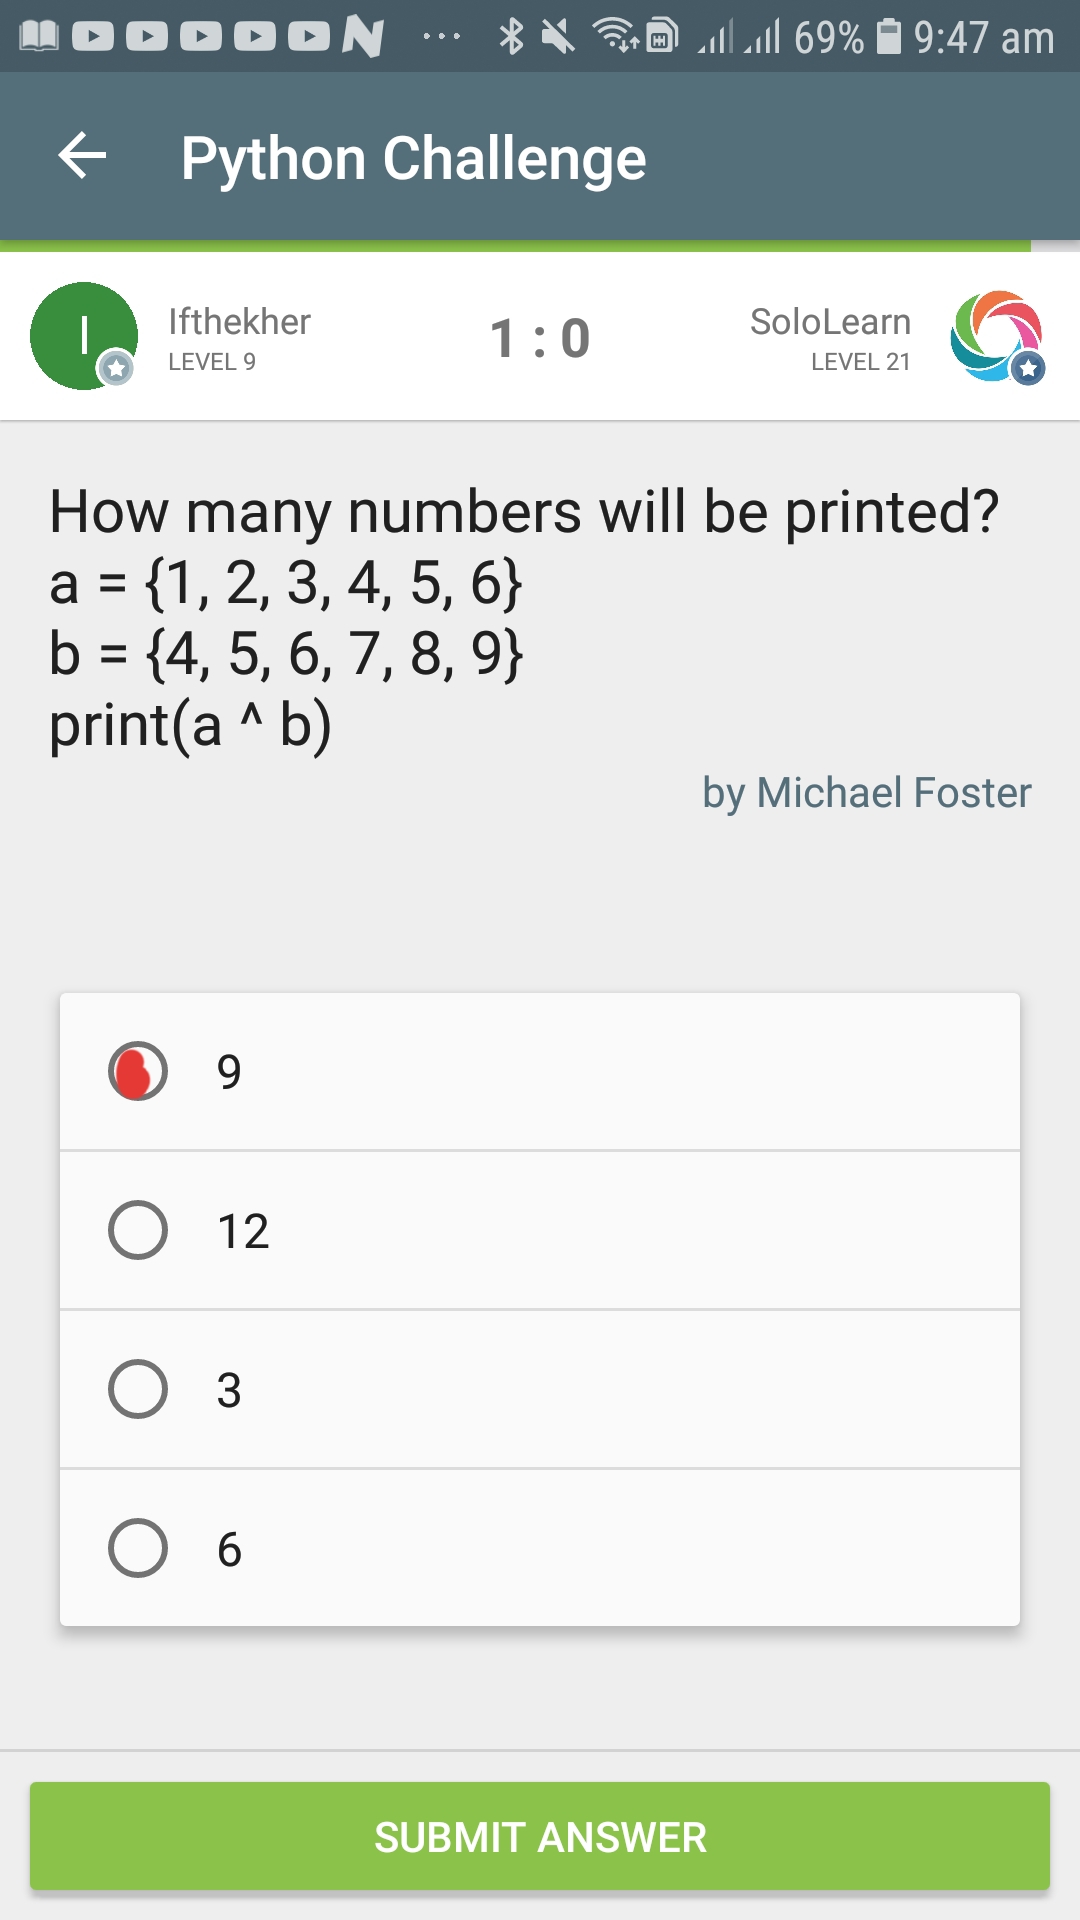 69% 9:47 am
Python Challenge
I
Ifthekher
LEVEL 9
1 : 0
SoloLearn
LEVEL 21
How many numbers will be printed?
a = {1, 2, 3, 4, 5, 6}
b = {4, 5, 6, 7, 8, 9}
print(a ^ b)
by Michael Foster
9
12
3
6
SUBMIT ANSWER